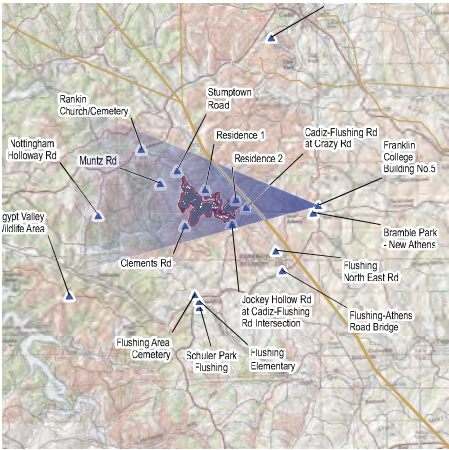 Rankin
Church/Cemetery
Stumptown
Road
Nottingham
Holloway Rd
Muntz Rd
Residence 1
Residence 2
Cadiz-Flushing Rd
at Crazy Rd
Franklin
College
Building No.5
gypt Valley
Wildlife Area
Clements Rd
Bramble Park
- New Athens
Flushing
North East Rd
Jockey Hollow Rd
at Cadiz-Flushing
Rd Intersection
Flushing-Athens
Road Bridge
Flushing Area
Cemetery
Schuler Park
Flushing
Flushing
Elementary